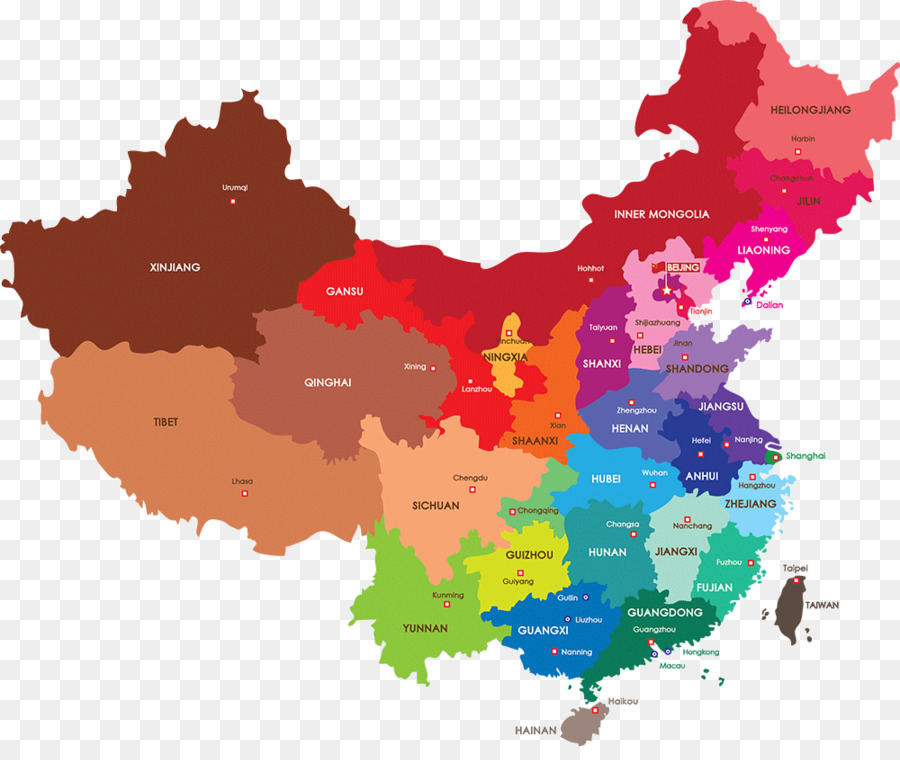 HEILONGJIANG
Harbin
Changchun
JILIN
Urumqi
INNER MONGOLIA
Shenyang
LIAONING
XINJIANG
Hohhot
BEIJING
GANSU
Dalian
Tianjin
Taiyuan
Shijiazhuang
Yinchuan
NINGXIA
HEBEI
Jinan
SHANXI
SHANDONG
QINGHAI
Xining
Lanzhou
Zhengzhou
JIANGSU
TIBET
Xian
HENAN
SHAANXI
Hefei
Nanjing
Shanghai
Lhasa
Chengdu
HUBEI
Wuhan
ANHUI
Hangzhou
ZHEJIANG
SICHUAN
Chongqing
Changsa
Nanchang
GUIZHOU
HUNAN
JIANGXI
Fuzhou
Taipei
Guiyang
FUJIAN
Kunming
Guilin
TAIWAN
GUANGDONG
YUNNAN
GUANGXI
Liuzhou
Guangzhou
Nanning
Hongkong
Macau
Haikou
HAINAN